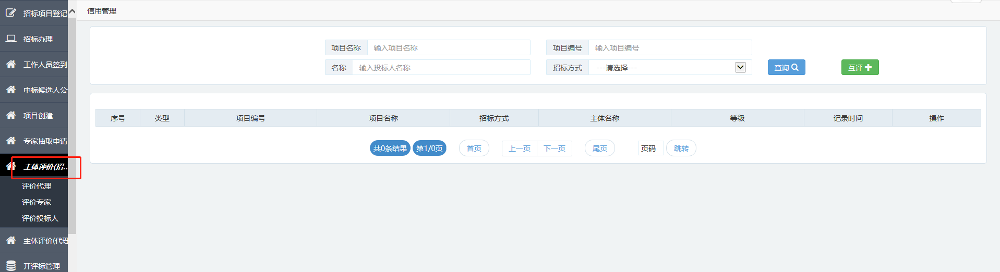 招标项目登记
招标办理
工作人员签到
中标候选人公
项目创建
专家抽取申请
主体评价(招...
评价代理
评价专家
评价投标人
主体评价(代理
开评标管理
信用管理
项目名称 输入项目名称 项目编号 输入项目编号
名称 输入投标人名称 招标方式 ---请选择--- 查询 互评
序号 类型 项目编号 项目名称 招标方式 主体名称 等级 记录时间 操作
共0条结果 第1/0页 首页 上一页 下一页 尾页 页码 跳转